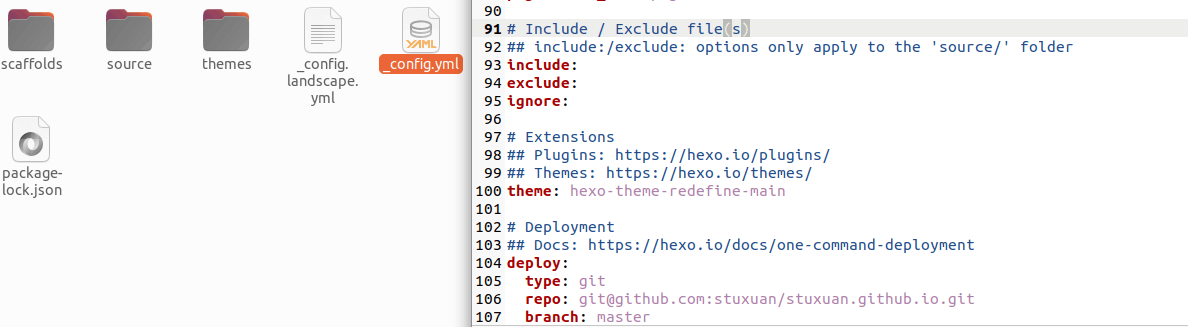 scaffolds
source
themes
_config.
landscape.
yml
YAML
_config.yml
package-
lock.json
90
91 # Include / Exclude file(s)
92 ## include:/exclude: options only apply to the 'source/' folder
93 include:
94 exclude:
95 ignore:
96
97 # Extensions
98 ## Plugins: https://hexo.io/plugins/
99 ## Themes: https://hexo.io/themes/
100 theme: hexo-theme-redefine-main
101
102 # Deployment
103 ## Docs: https://hexo.io/docs/one-command-deployment
104 deploy:
105   type: git
106   repo: git@github.com:stuxuan/stuxuan.github.io.git
107   branch: master